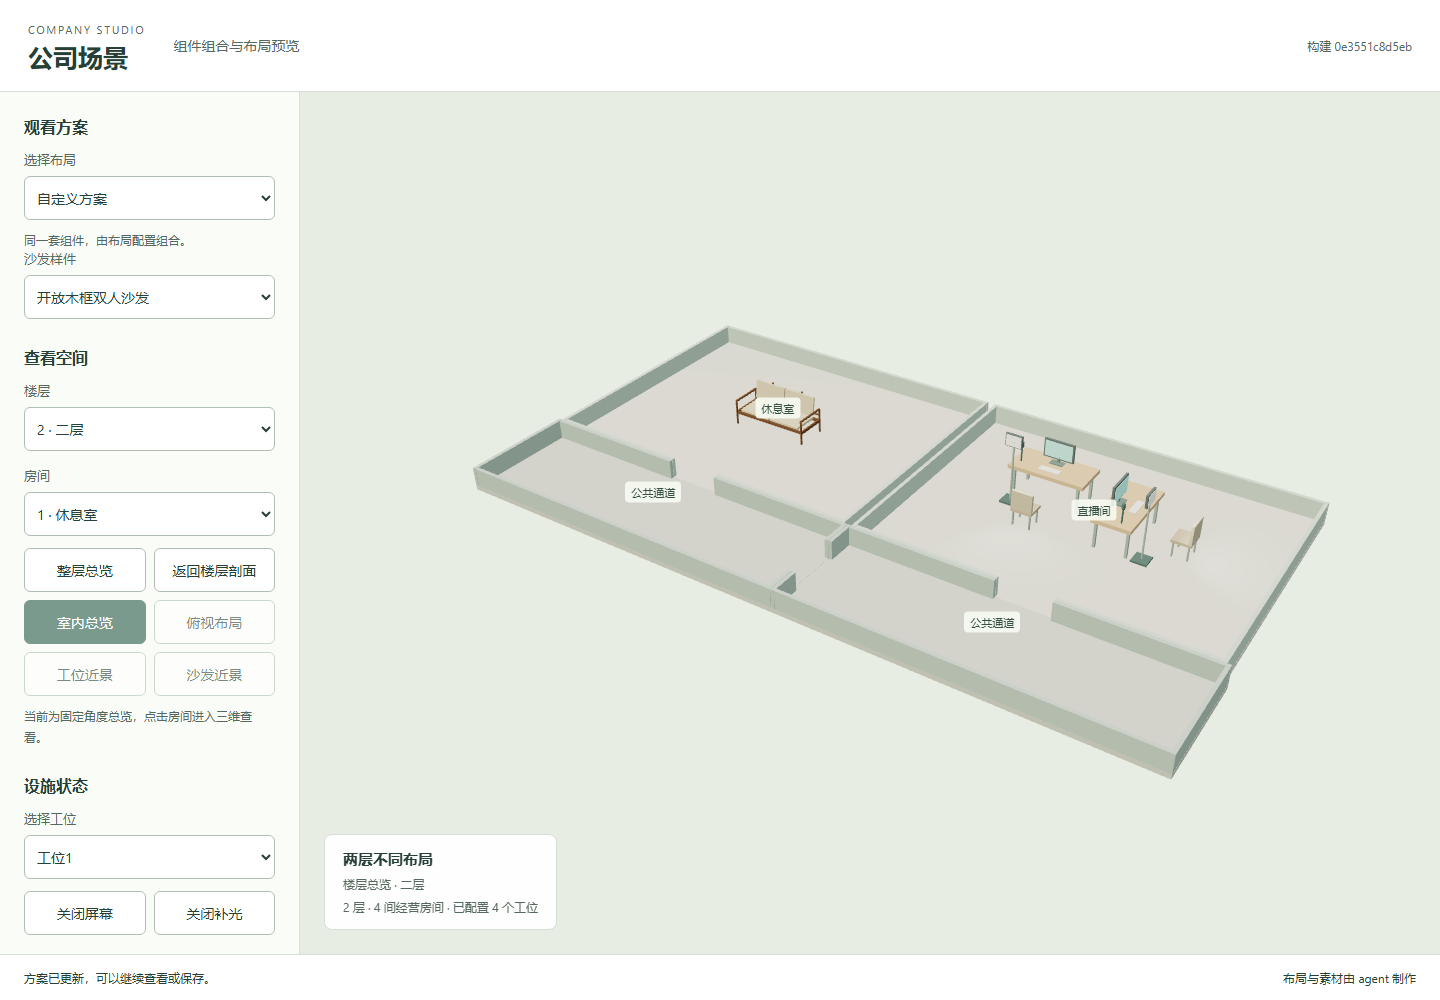 COMPANY STUDIO
公司场景
组件组合与布局预览
构建 0e3551c8d5eb
观看方案
选择布局
自定义方案
同一套组件，由布局配置组合。
沙发样件
开放木框双人沙发
查看空间
楼层
2 · 二层
房间
1 · 休息室
整层总览
返回楼层剖面
室内总览
俯视布局
工位近景
沙发近景
当前为固定角度总览，点击房间进入三维查
看。
设施状态
选择工位
工位1
关闭屏幕
关闭补光
休息室
公共通道
直播间
公共通道
两层不同布局
楼层总览 · 二层
2 层 · 4 间经营房间 · 已配置 4 个工位
方案已更新，可以继续查看或保存。
布局与素材由 agent 制作